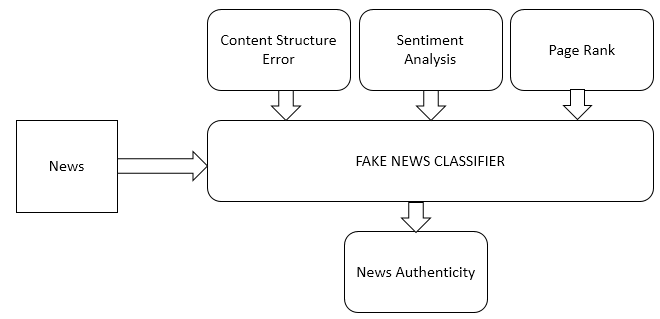 Content Structure
Error
Sentiment
Analysis
Page Rank
News
FAKE NEWS CLASSIFIER
News Authenticity